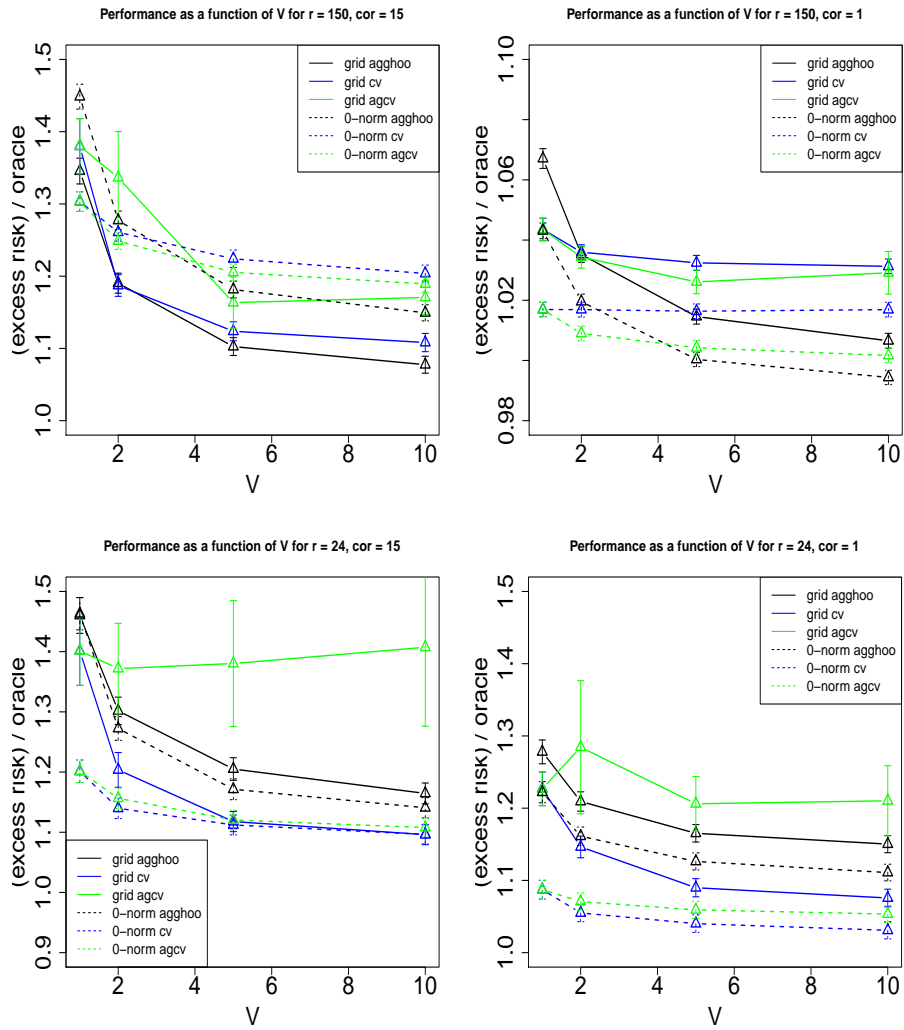 Performance as a function of V for r = 150, cor = 15
(excess risk) / oracle
1.5
1.4
1.3
1.2
1.1
1.0
grid agghoo
grid cv
grid agcv
0-norm agghoo
0-norm cv
0-norm agcv
2
4
6
8
10
V
Performance as a function of V for r = 150, cor = 1
(excess risk) / oracle
1.10
1.06
1.02
0.98
grid agghoo
grid cv
grid agcv
0-norm agghoo
0-norm cv
0-norm agcv
2
4
6
8
10
V
Performance as a function of V for r = 24, cor = 15
(excess risk) / oracle
1.5
1.4
1.3
1.2
1.1
1.0
0.9
grid agghoo
grid cv
grid agcv
0-norm agghoo
0-norm cv
0-norm agcv
2
4
6
8
10
V
Performance as a function of V for r = 24, cor = 1
(excess risk) / oracle
1.5
1.4
1.3
1.2
1.1
1.0
grid agghoo
grid cv
grid agcv
0-norm agghoo
0-norm cv
0-norm agcv
2
4
6
8
10
V